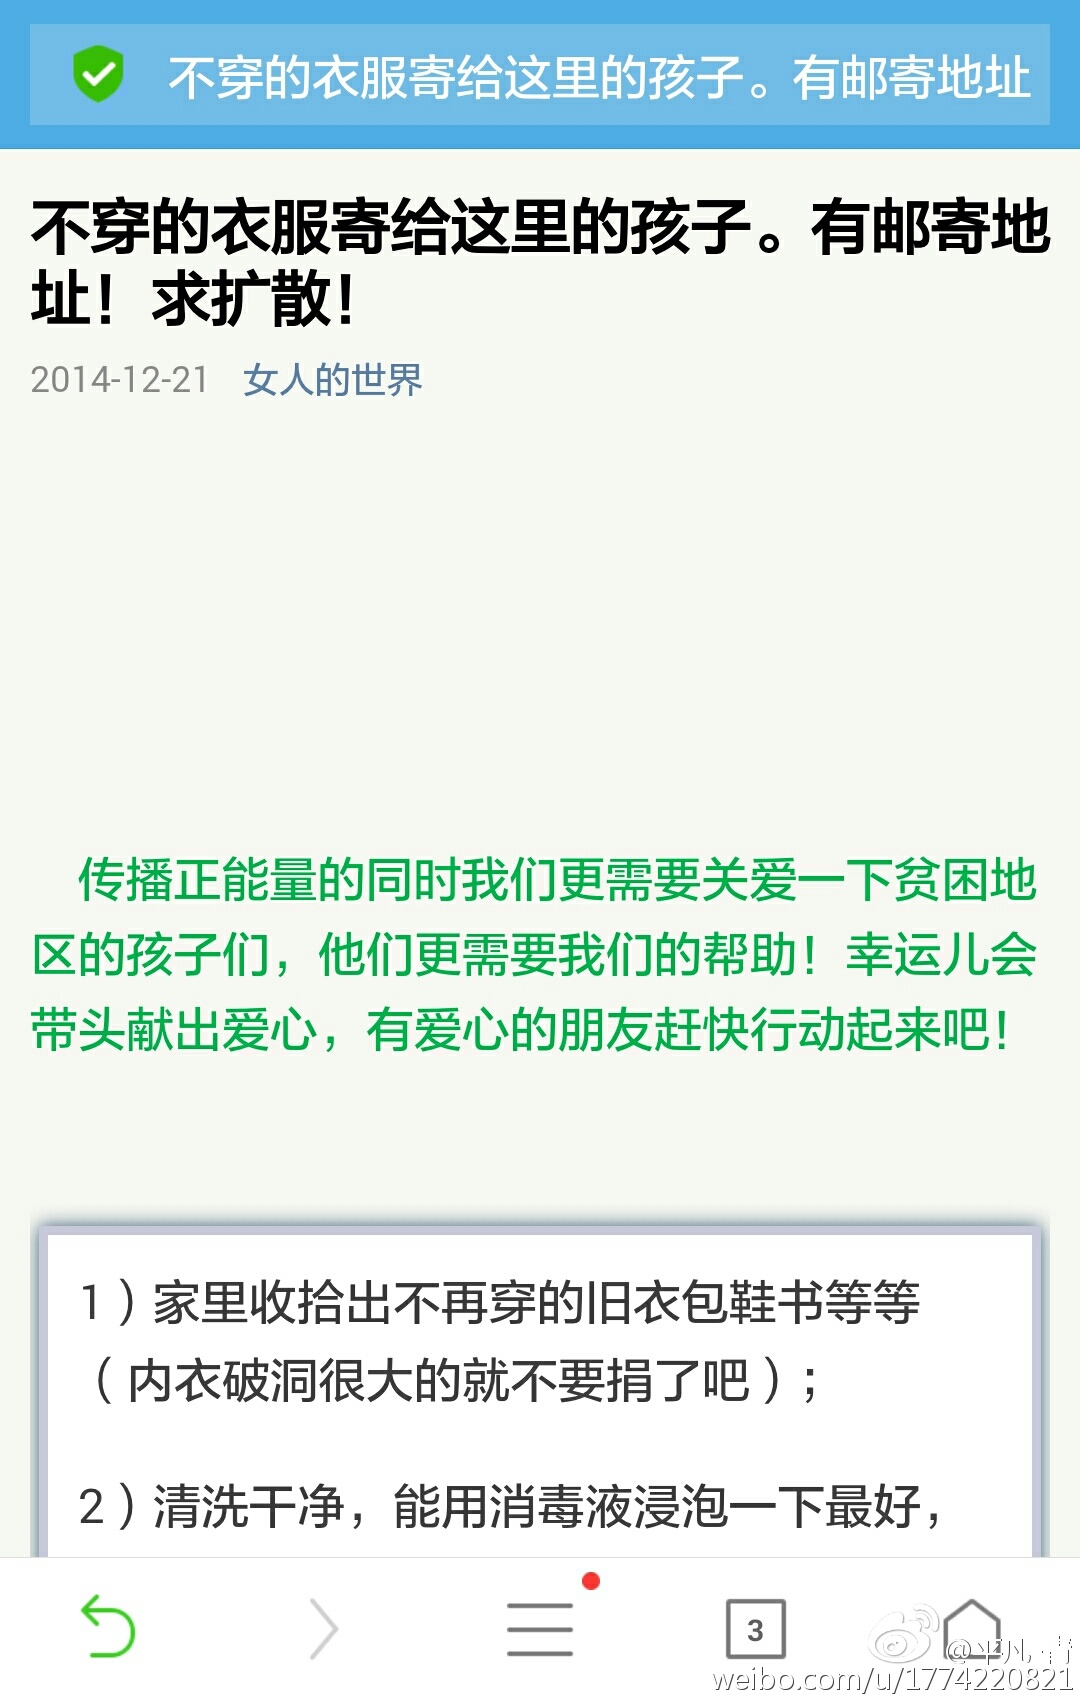 不穿的衣服寄给这里的孩子。有邮寄地址
不穿的衣服寄给这里的孩子。有邮寄地
址！求扩散！
2014-12-21 女人的世界
传播正能量的同时我们更需要关爱一下贫困地
区的孩子们，他们更需要我们的帮助！幸运儿会
带头献出爱心，有爱心的朋友赶快行动起来吧！
1）家里收拾出不再穿的旧衣包鞋书等等
（内衣破洞很大的就不要捐了吧）；
2）清洗干净，能用消毒液浸泡一下最好，
3
@平凡
weibo.com/u/1774220821